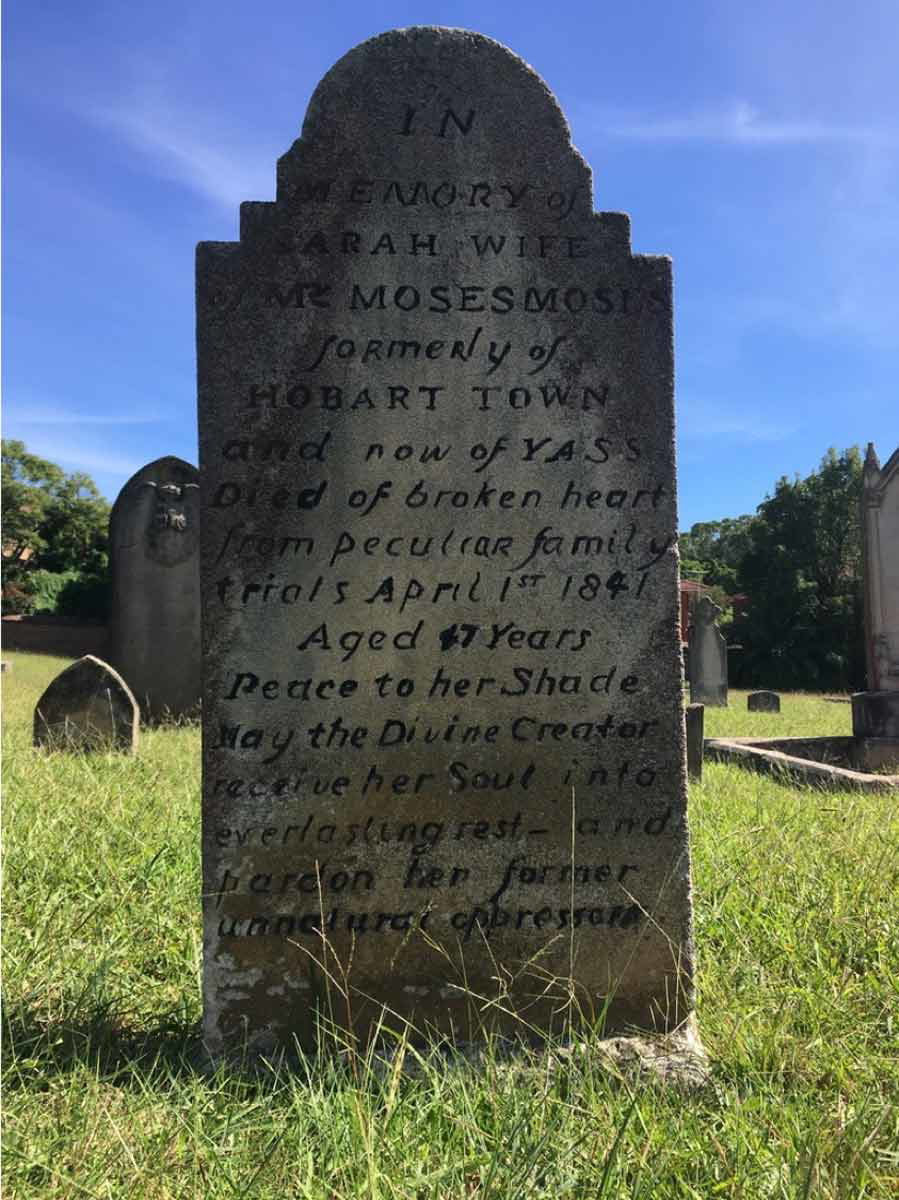 IN
MEMORY of
SARAH WIFE
of Mr MOSES MOSES
formerly of
HOBART TOWN
and now of YASS
Died of broken heart
from peculiar family
trials April 1ST 1841
Aged 47 Years
Peace to her Shade
May the Divine Creator
receive her Soul into
everlasting rest — and
pardon her former
unnatural oppressors